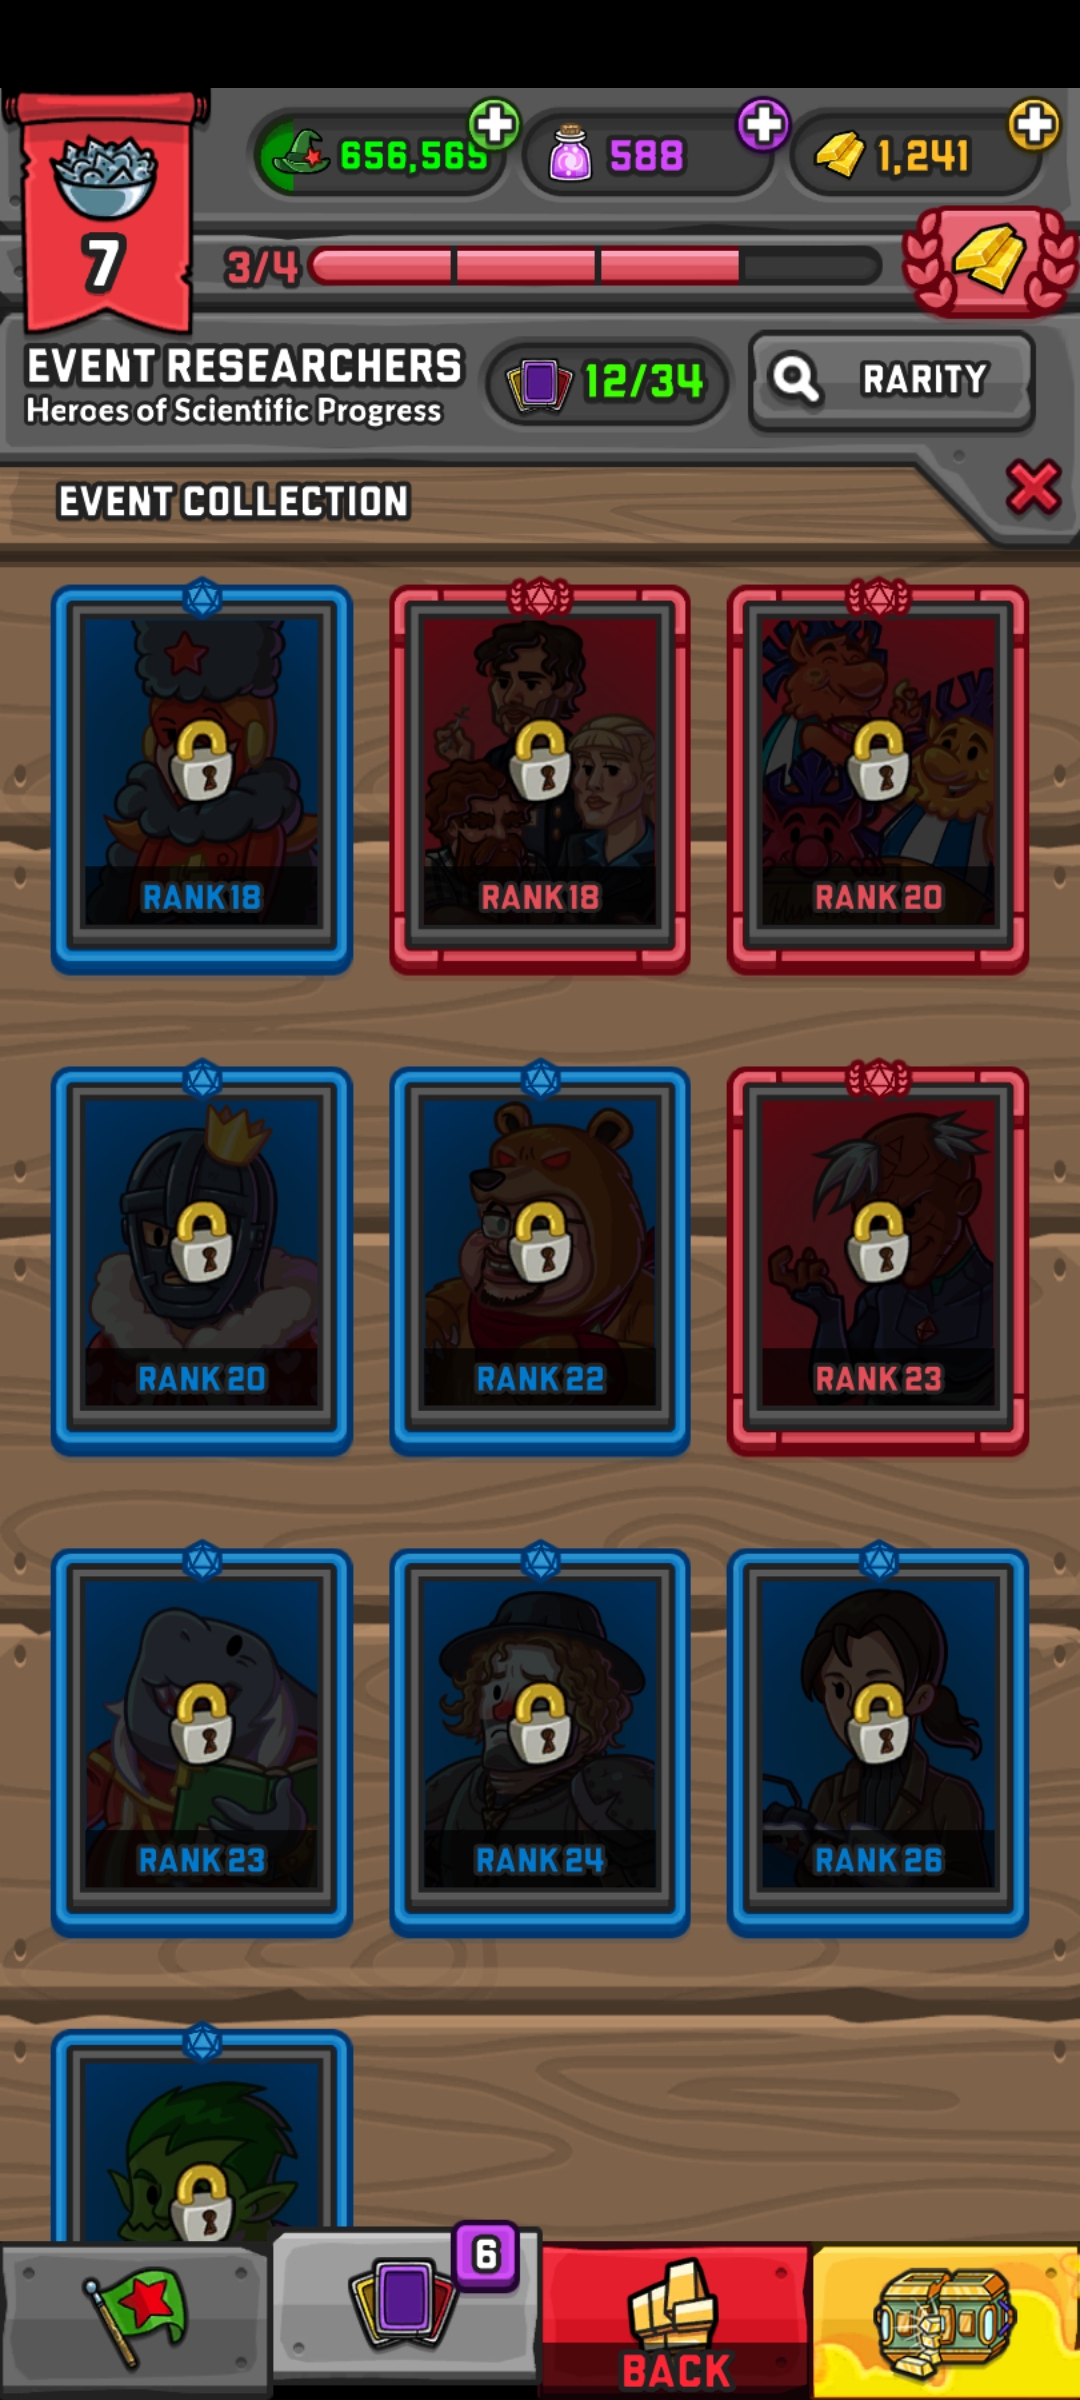 656,565
588
1,241
7
3/4
EVENT RESEARCHERS
Heroes of Scientific Progress
12/34
RARITY
EVENT COLLECTION
RANK 18
RANK 18
RANK 20
RANK 20
RANK 22
RANK 23
RANK 23
RANK 24
RANK 26
6
BACK